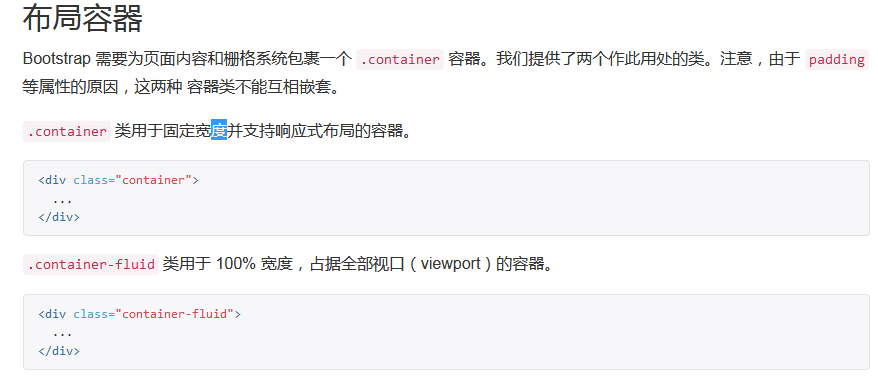 布局容器
Bootstrap 需要为页面内容和栅格系统包裹一个 .container 容器。我们提供了两个作此用处的类。注意，由于 padding
等属性的原因，这两种 容器类不能互相嵌套。
.container 类用于固定宽度并支持响应式布局的容器。
<div class="container">
  ...
</div>
.container-fluid 类用于 100% 宽度，占据全部视口（viewport）的容器。
<div class="container-fluid">
  ...
</div>